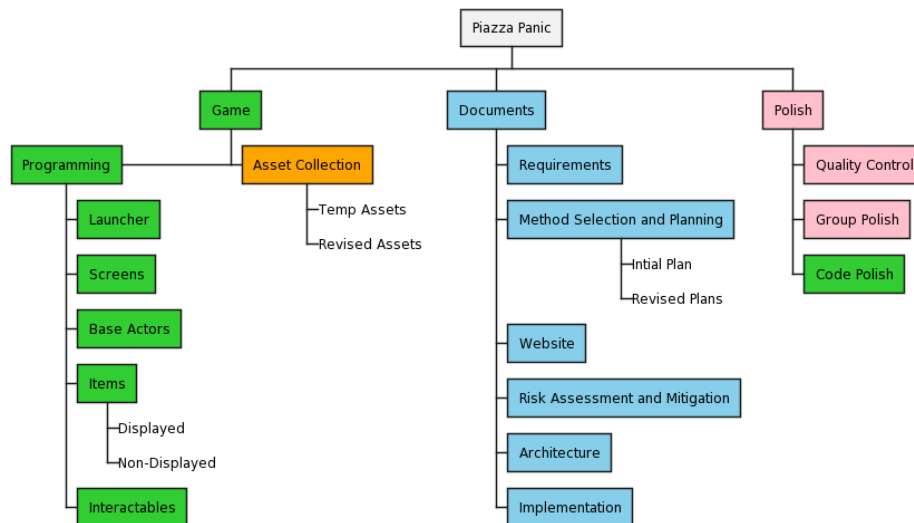 Piazza Panic
Game
Documents
Polish
Programming
Asset Collection
Requirements
Quality Control
Launcher
Temp Assets
Method Selection and Planning
Group Polish
Revised Assets
Screens
Intial Plan
Code Polish
Revised Plans
Base Actors
Website
Items
Risk Assessment and Mitigation
Displayed
Architecture
Non-Displayed
Interactables
Implementation